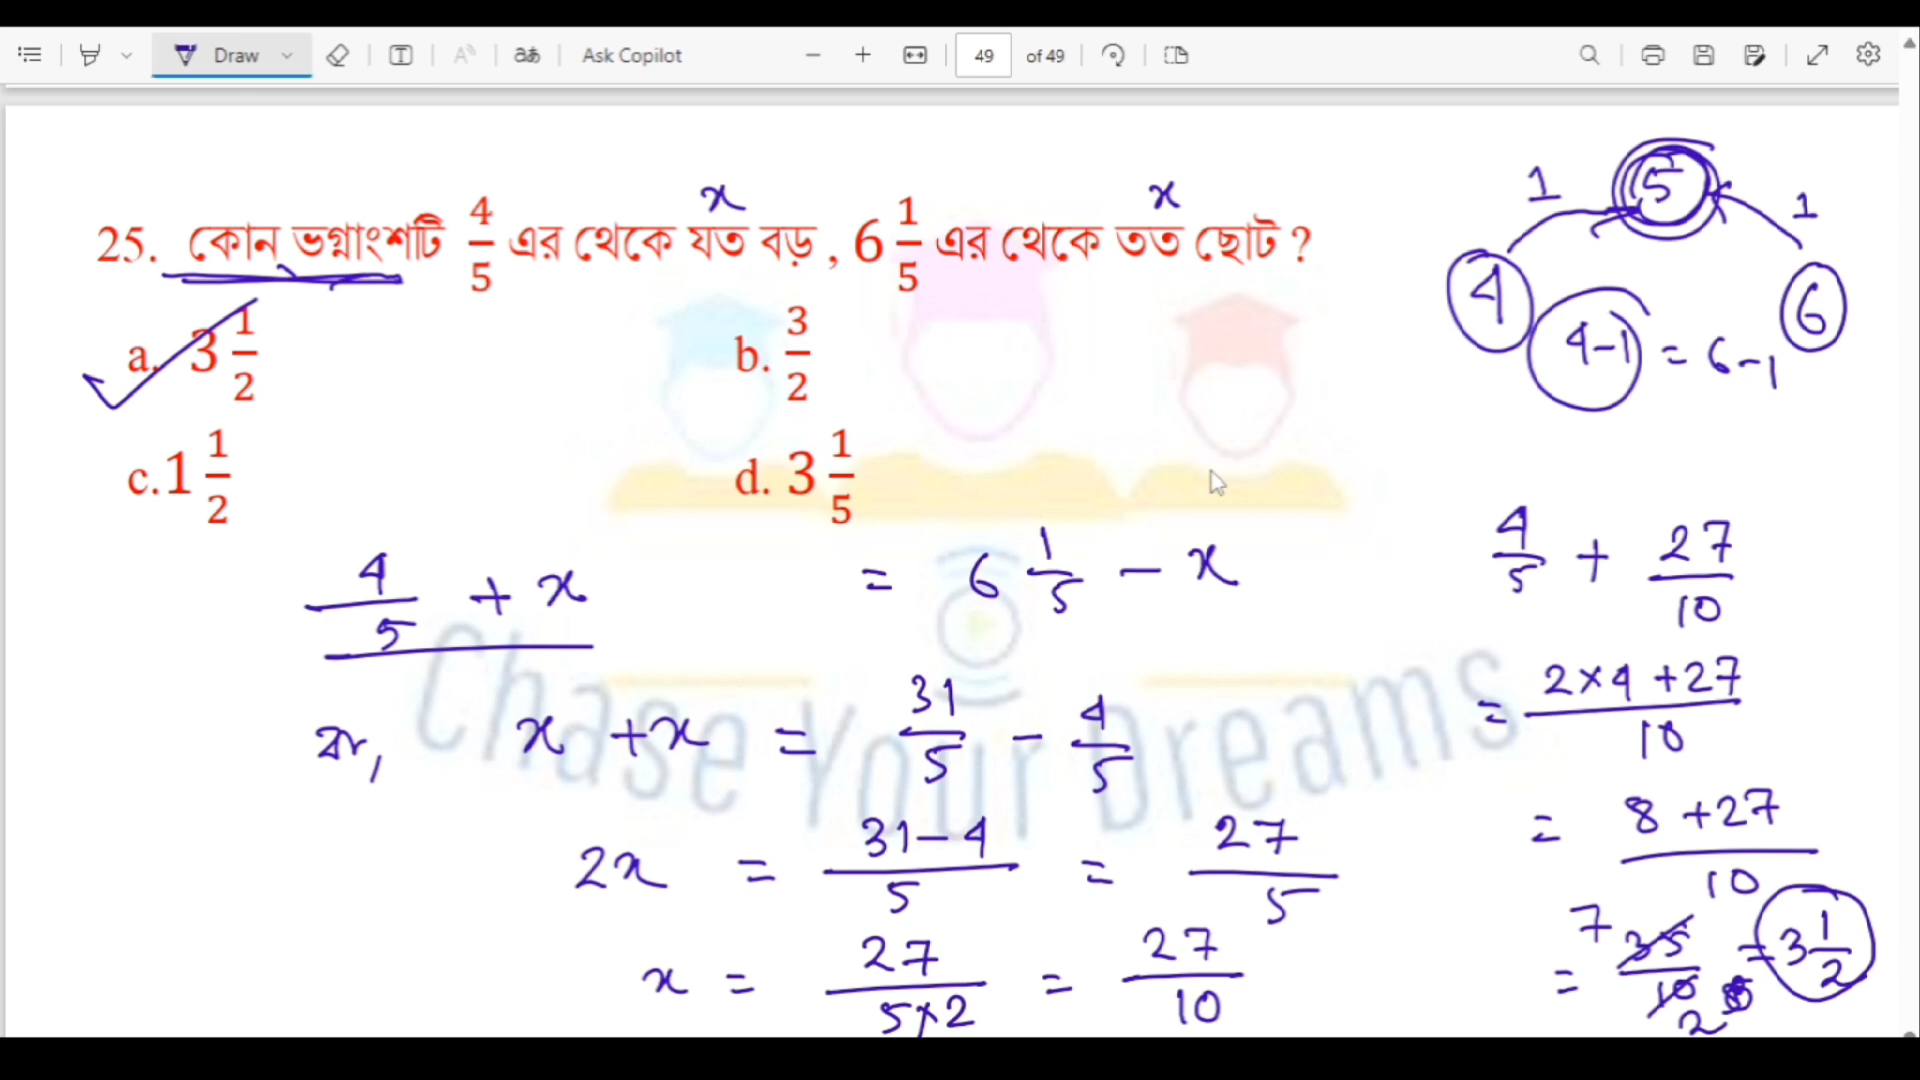 Draw Ask Copilot 49 of 49
25. কোন ভগ্নাংশটি 4/5 এর থেকে যত বড় , 6 1/5 এর থেকে তত ছোট ?
x x
a. 3 1/2
b. 3/2
c. 1 1/2
d. 3 1/5
4/5 + x = 6 1/5 - x
বা, x + x = 31/5 - 4/5
2x = 31-4/5 = 27/5
x = 27/5×2 = 27/10
1 5 1
4 6
4-1 = 6-1
4/5 + 27/10
= 2×4+27/10
= 8+27/10
= 35/10 = 3 1/2
7
2
Chase Your Dreams